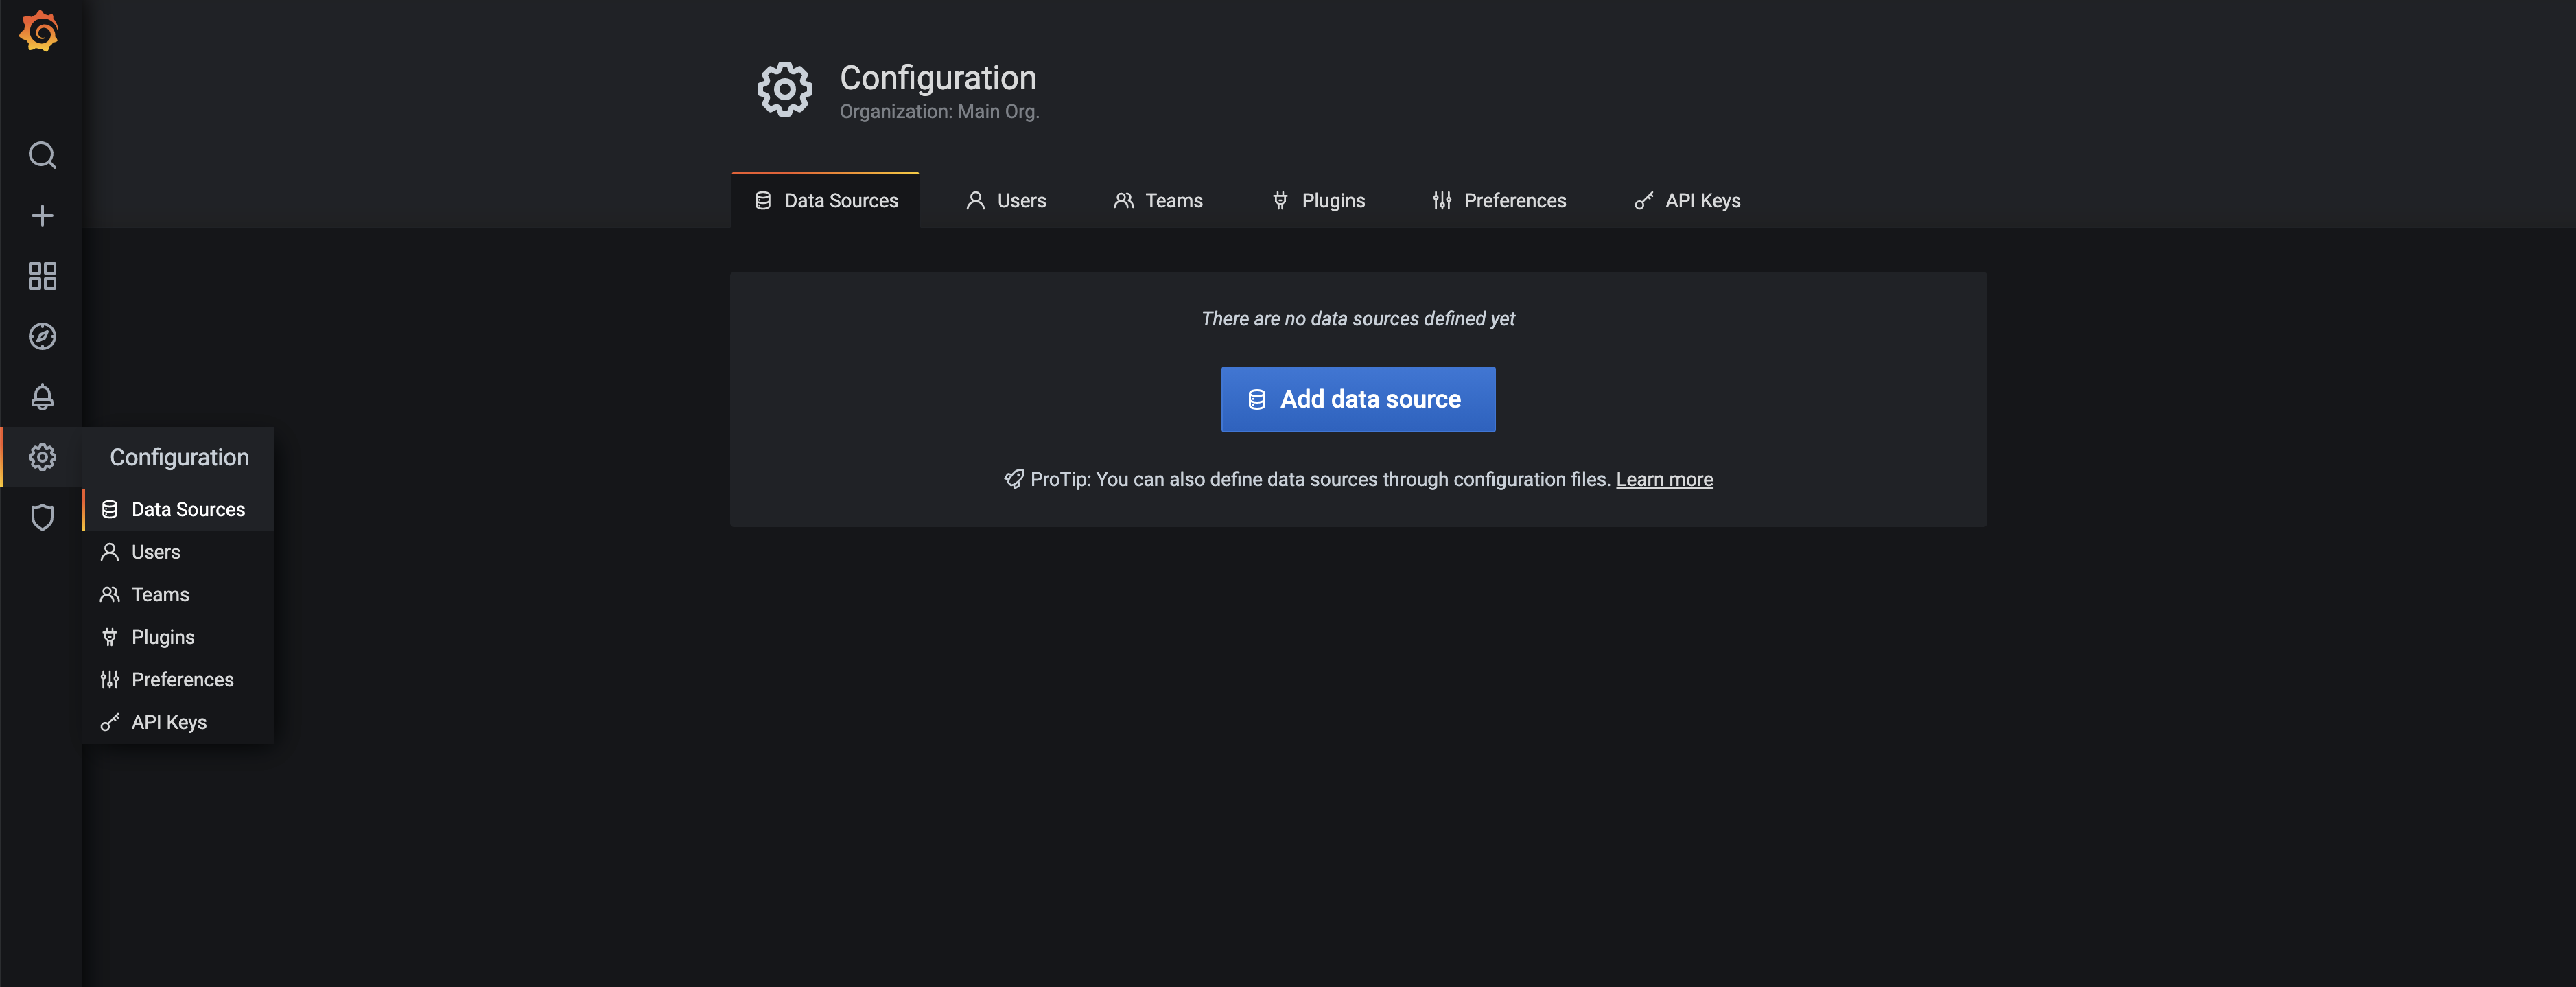 Configuration
Organization: Main Org.
Data Sources
Users
Teams
Plugins
Preferences
API Keys
There are no data sources defined yet
Add data source
ProTip: You can also define data sources through configuration files. Learn more
Configuration
Data Sources
Users
Teams
Plugins
Preferences
API Keys